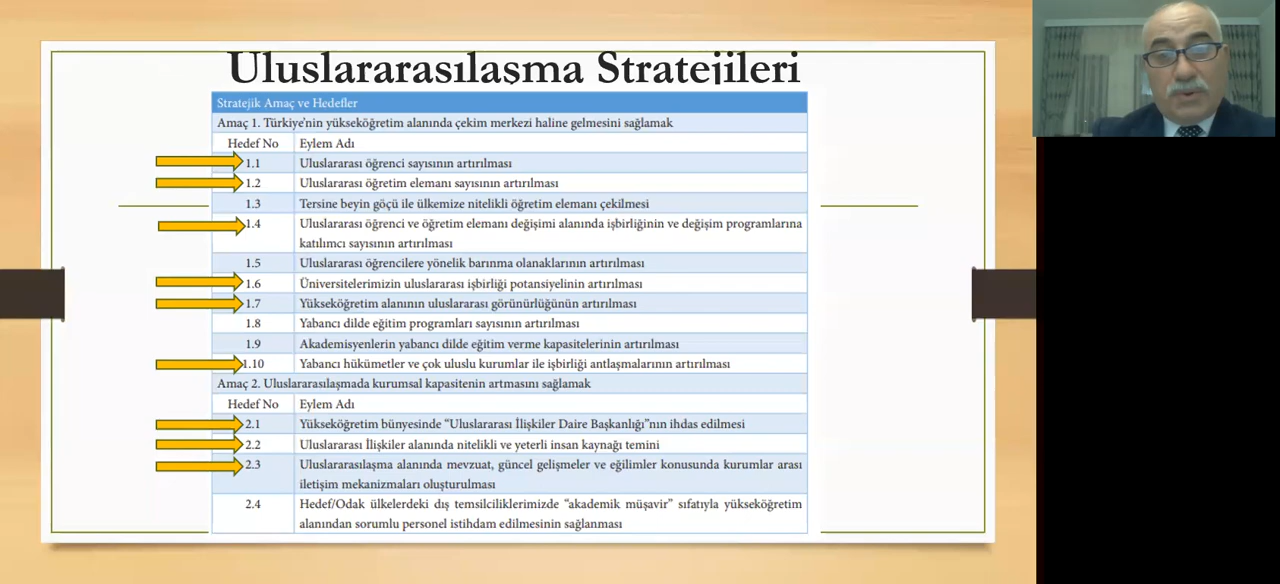 Uluslararasılaşma Stratejileri
Stratejik Amaç ve Hedefler
Amaç 1. Türkiye'nin yükseköğretim alanında çekim merkezi haline gelmesini sağlamak
Hedef No Eylem Adı
1.1 Uluslararası öğrenci sayısının artırılması
1.2 Uluslararası öğretim elemanı sayısının artırılması
1.3 Tersine beyin göçü ile ülkemize nitelikli öğretim elemanı çekilmesi
1.4 Uluslararası öğrenci ve öğretim elemanı değişimi alanında işbirliğinin ve değişim programlarına
katılımcı sayısının artırılması
1.5 Uluslararası öğrencilere yönelik barınma olanaklarının artırılması
1.6 Üniversitelerimizin uluslararası işbirliği potansiyelinin artırılması
1.7 Yükseköğretim alanının uluslararası görünürlüğünün artırılması
1.8 Yabancı dilde eğitim programları sayısının artırılması
1.9 Akademisyenlerin yabancı dilde eğitim verme kapasitelerinin artırılması
1.10 Yabancı hükümetler ve çok uluslu kurumlar ile işbirliği antlaşmalarının artırılması
Amaç 2. Uluslararasılaşmada kurumsal kapasitenin artmasını sağlamak
Hedef No Eylem Adı
2.1 Yükseköğretim bünyesinde “Uluslararası İlişkiler Daire Başkanlığı”nın ihdas edilmesi
2.2 Uluslararası İlişkiler alanında nitelikli ve yeterli insan kaynağı temini
2.3 Uluslararasılaşma alanında mevzuat, güncel gelişmeler ve eğilimler konusunda kurumlar arası
iletişim mekanizmaları oluşturulması
2.4 Hedef/Odak ülkelerdeki dış temsilciliklerimizde “akademik müşavir” sıfatıyla yükseköğretim
alanından sorumlu personel istihdam edilmesinin sağlanması